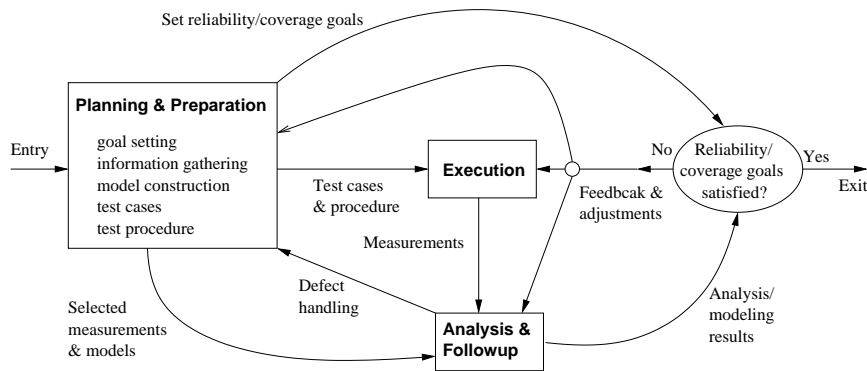 Set reliability/coverage goals
Planning & Preparation
goal setting
information gathering
model construction
test cases
test procedure
Entry
Test cases
& procedure
Execution
Measurements
Feedbcak &
adjustments
No
Reliability/
coverage goals
satisfied?
Yes
Exit
Defect
handling
Selected
measurements
& models
Analysis &
Followup
Analysis/
modeling
results